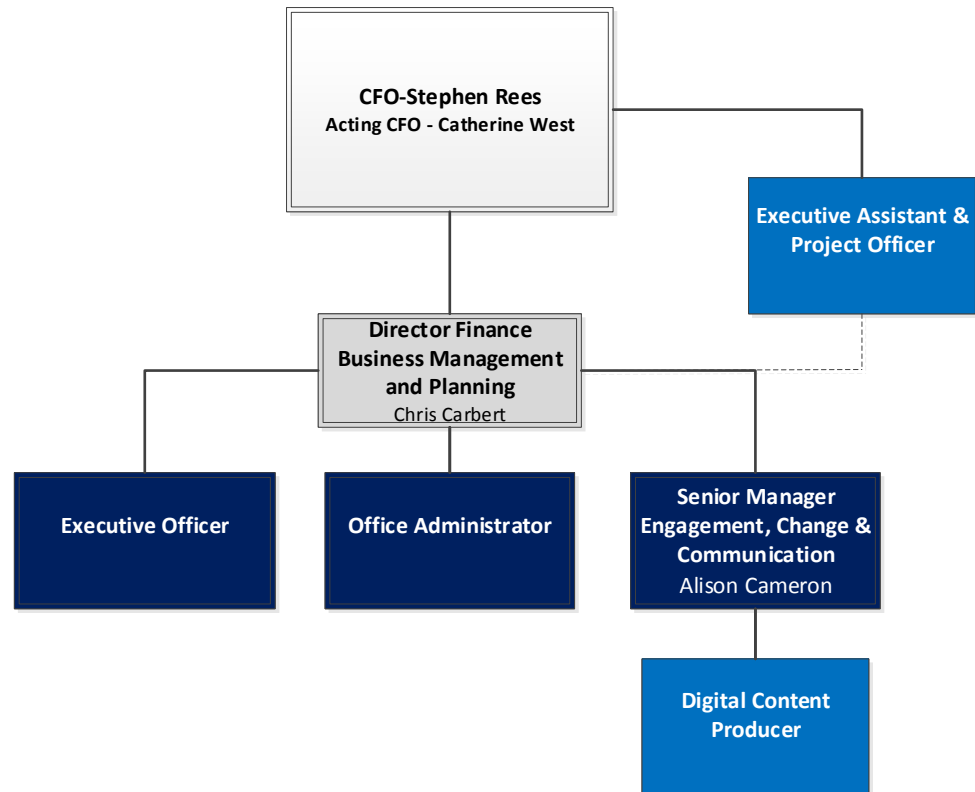 CFO-Stephen Rees
Acting CFO - Catherine West
Executive Assistant &
Project Officer
Director Finance
Business Management
and Planning
Chris Carbert
Executive Officer
Office Administrator
Senior Manager
Engagement, Change &
Communication
Alison Cameron
Digital Content
Producer